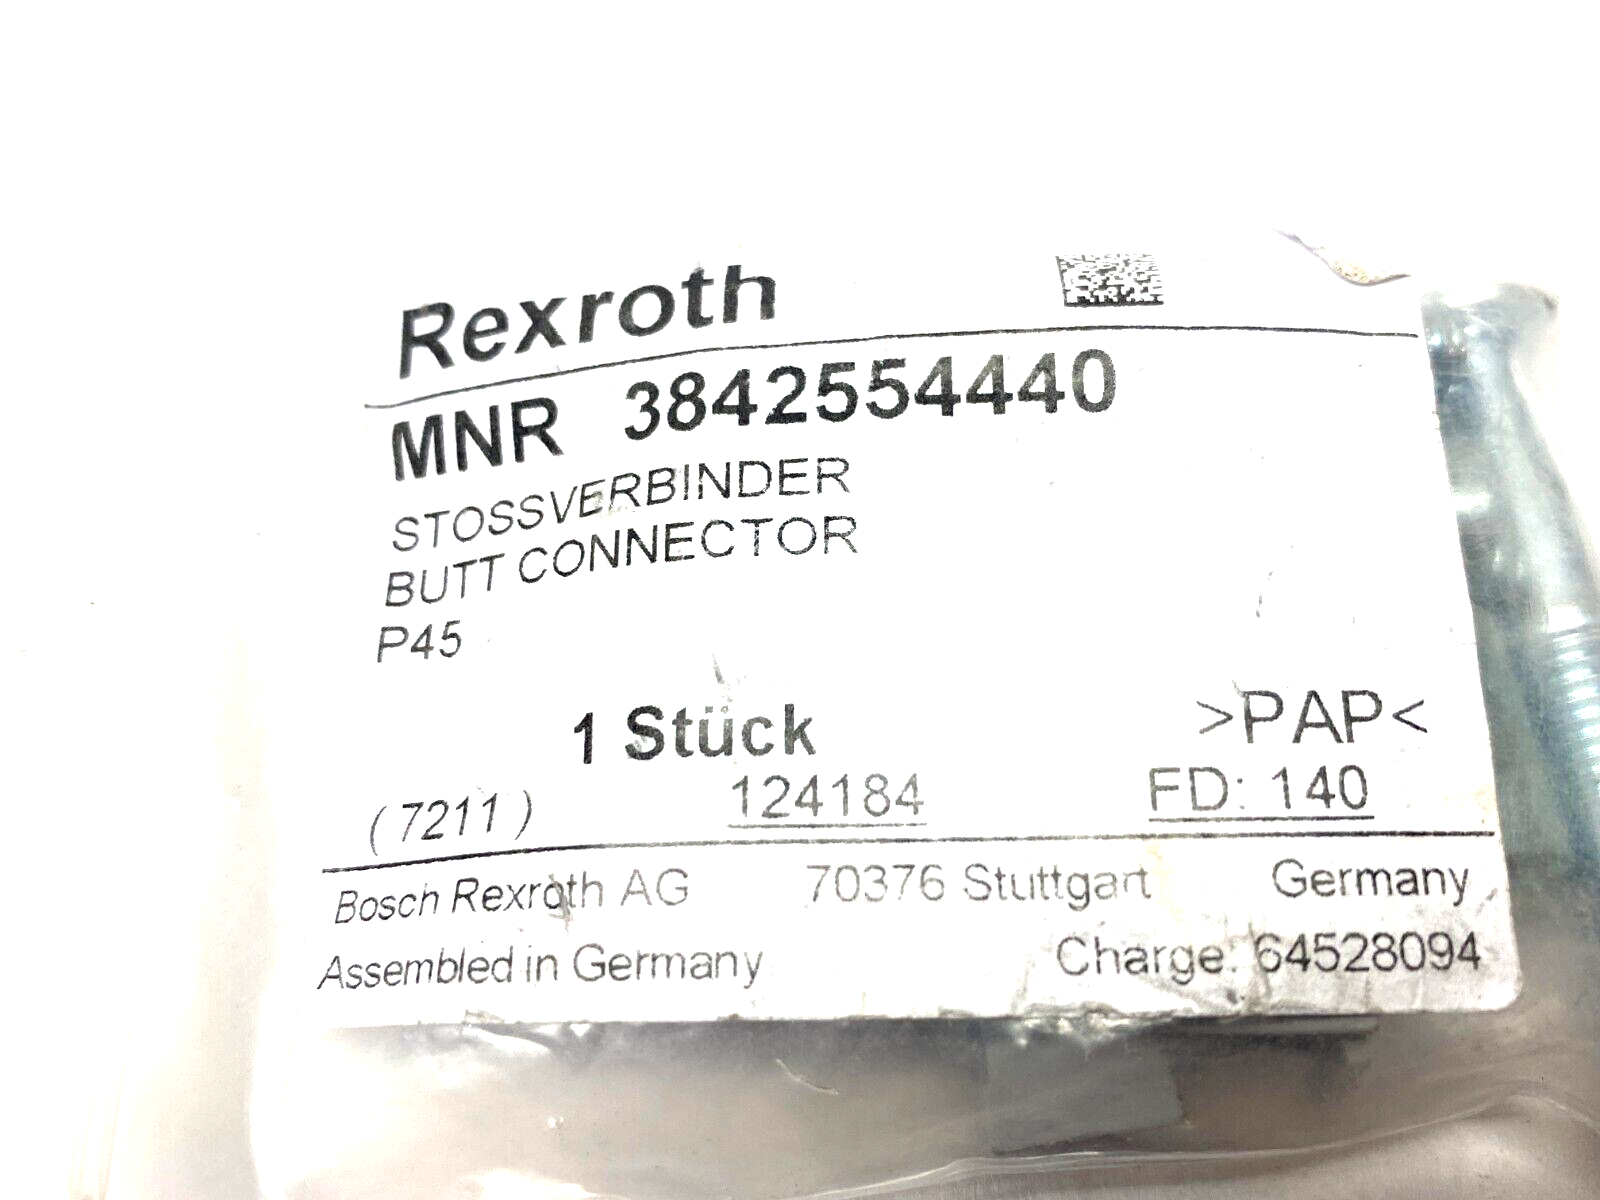 Rexroth
MNR 3842554440
STOSSVERBINDER
BUTT CONNECTOR
P45
1 Stück >PAP<
(7211) 124184 FD: 140
Bosch Rexroth AG 70376 Stuttgart Germany
Assembled in Germany Charge: 64528094